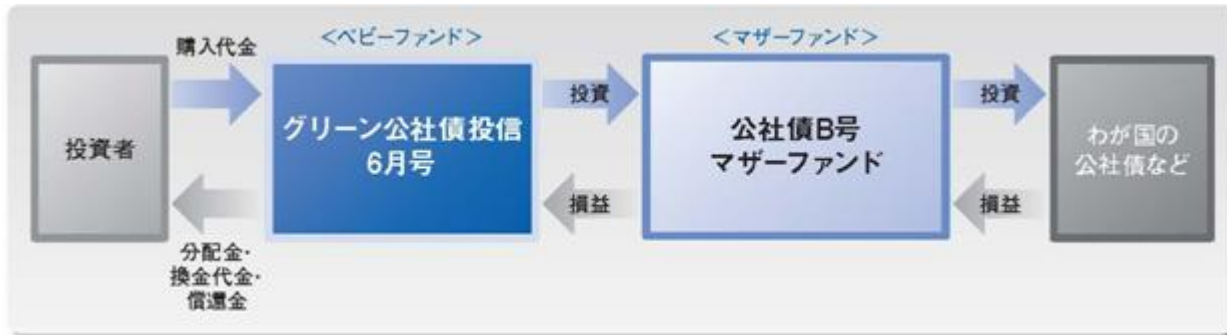 購入代金
<ベビーファンド>
<マザーファンド>
投資者
グリーン公社債投信
6月号
投資
公社債B号
マザーファンド
投資
わが国の
公社債など
損益
損益
分配金・
換金代金・
償還金